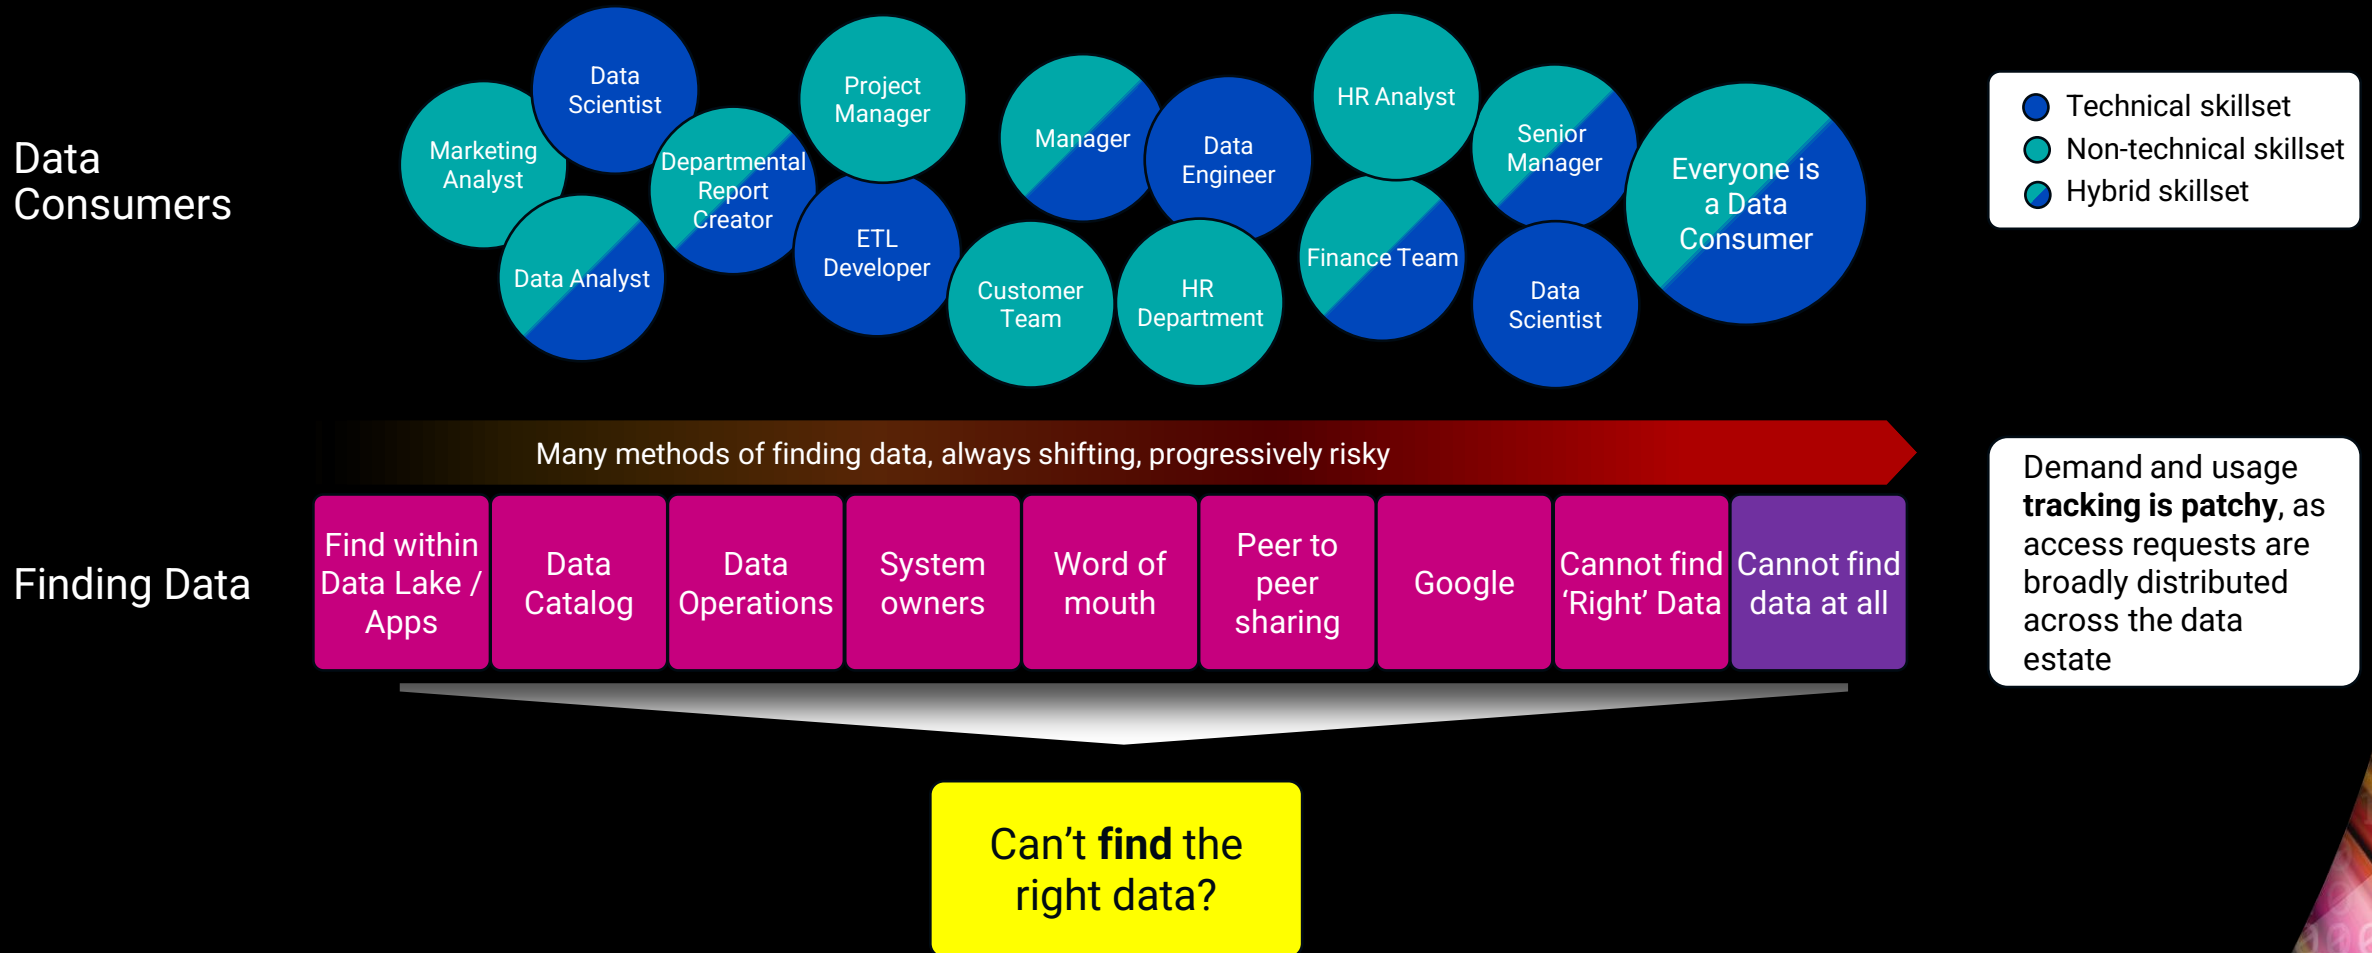 Data
Consumers
Marketing
Analyst
Data
Scientist
Data Analyst
Departmental
Report
Creator
Project
Manager
ETL
Developer
Customer
Team
Manager
Data
Engineer
HR
Department
HR Analyst
Finance Team
Senior
Manager
Data
Scientist
Everyone is
a Data
Consumer
Technical skillset
Non-technical skillset
Hybrid skillset
Many methods of finding data, always shifting, progressively risky
Finding Data
Find within
Data Lake /
Apps
Data
Catalog
Data
Operations
System
owners
Word of
mouth
Peer to
peer
sharing
Google
Cannot find
‘Right’ Data
Cannot find
data at all
Demand and usage
tracking is patchy, as
access requests are
broadly distributed
across the data
estate
Can’t find the
right data?